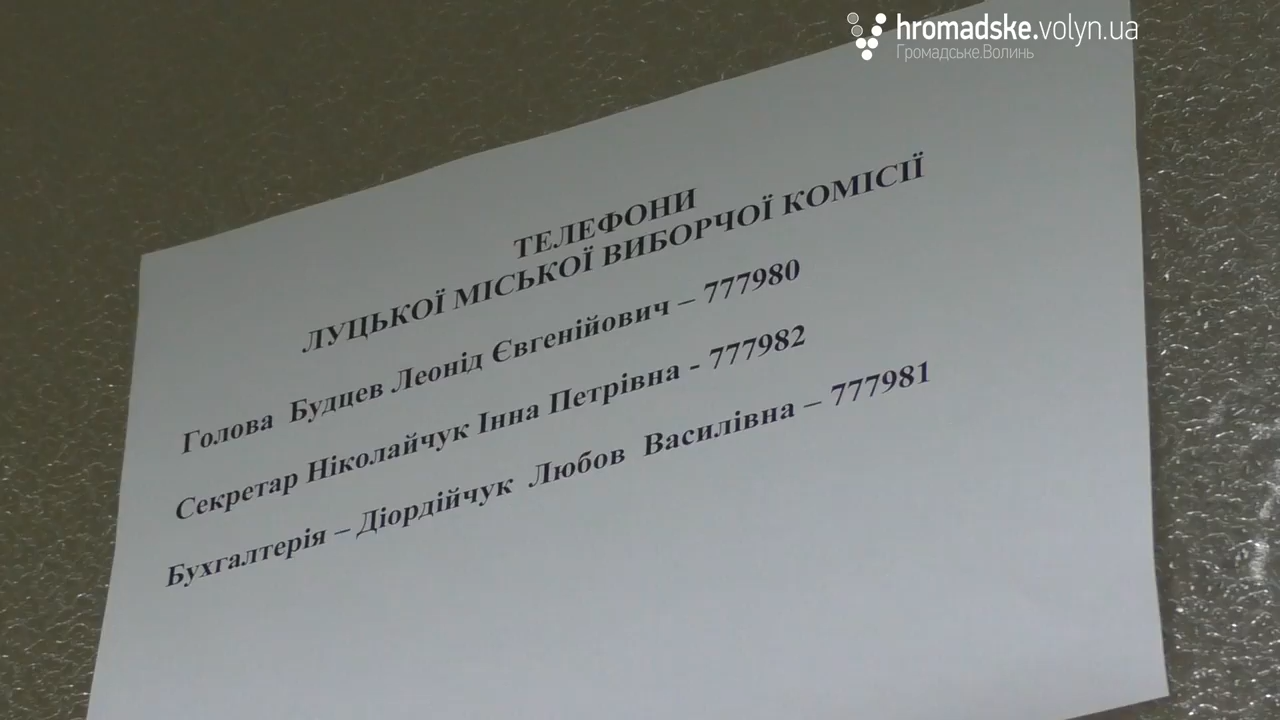 hromadske.volyn.ua
Громадське.Волинь
ТЕЛЕФОНИ
ЛУЦЬКОЇ МІСЬКОЇ ВИБОРЧОЇ КОМІСІЇ
Голова Будцев Леонід Євгенійович – 777980
Секретар Ніколайчук Інна Петрівна - 777982
Бухгалтерія – Діордійчук Любов Василівна – 777981